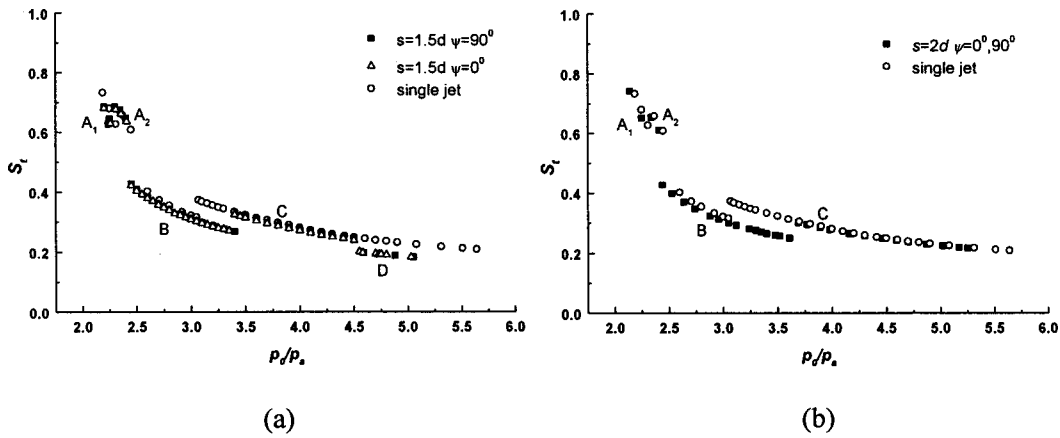 1.0
0.8
0.6
0.4
0.2
0.0
2.0 2.5 3.0 3.5 4.0 4.5 5.0 5.5 6.0
S_t
p_0/p_a
s=1.5d ψ=90^0
s=1.5d ψ=0^0
single jet
A_1
A_2
B
C
D
(a)
1.0
0.8
0.6
0.4
0.2
0.0
2.0 2.5 3.0 3.5 4.0 4.5 5.0 5.5 6.0
S_t
p_0/p_a
s=2d ψ=0^0,90^0
single jet
A_1
A_2
B
C
(b)